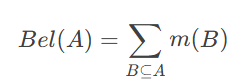 Bel(A) = ∑ m(B)
B⊆A